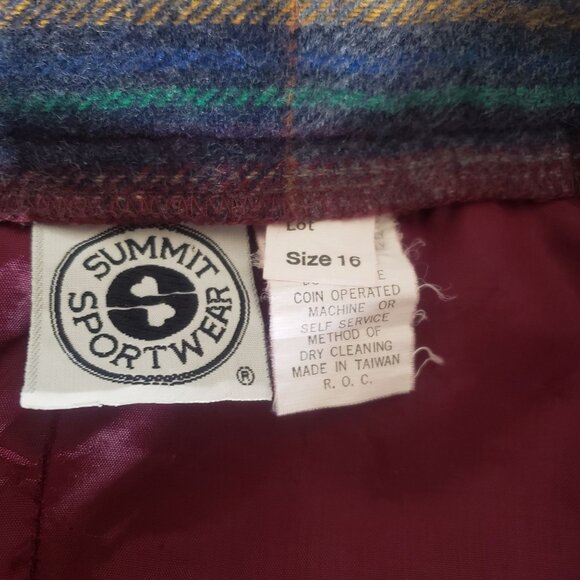 SUMMIT
SPORTWEAR
®
Lot
Size 16
E
COIN OPERATED
MACHINE OR
SELF SERVICE
METHOD OF
DRY CLEANING
MADE IN TAIWAN
R. O. C.